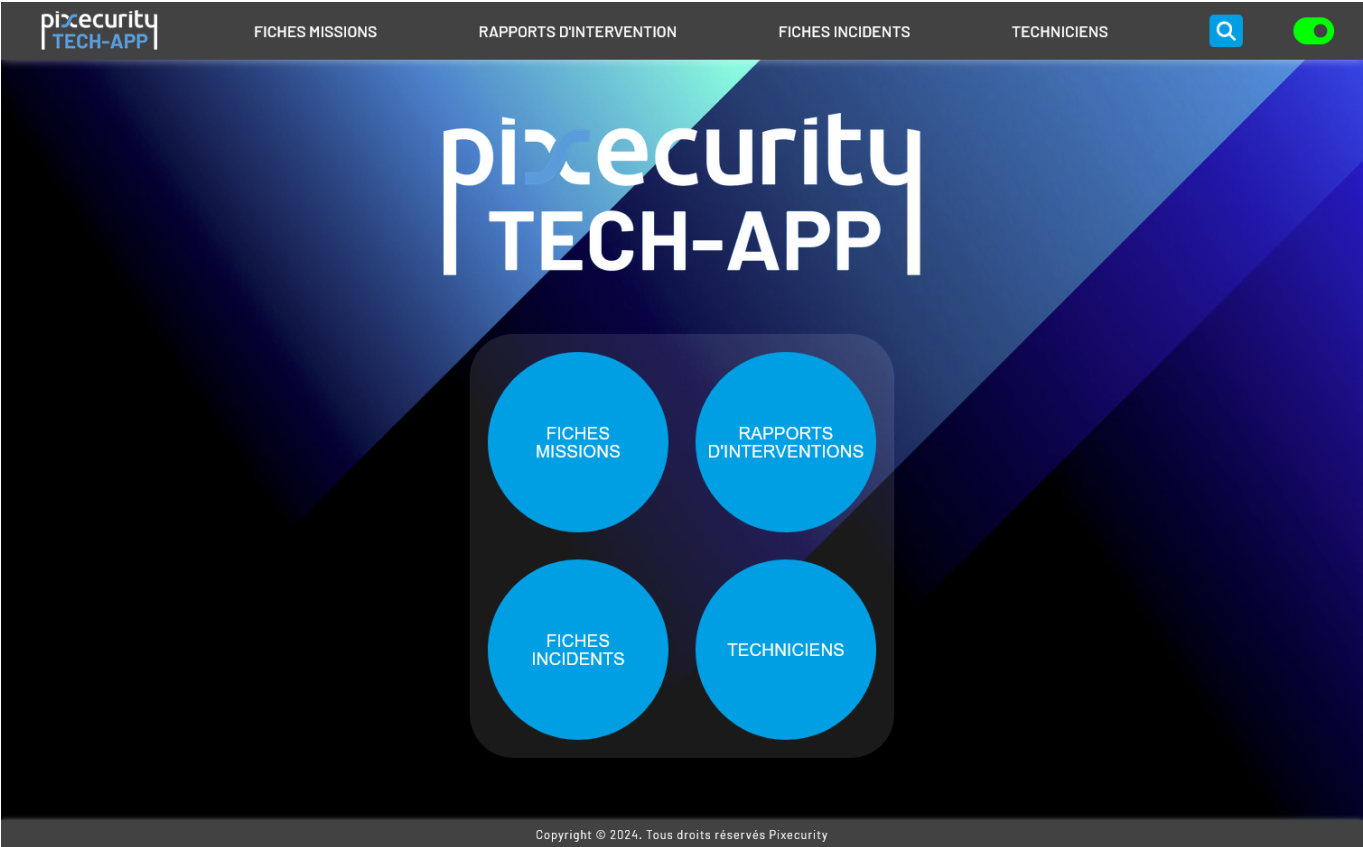 pixecurity
TECH-APP
FICHES MISSIONS
RAPPORTS D'INTERVENTION
FICHES INCIDENTS
TECHNICIENS
pixecurity
TECH-APP
FICHES
MISSIONS
RAPPORTS
D'INTERVENTIONS
FICHES
INCIDENTS
TECHNICIENS
Copyright © 2024. Tous droits réservés Pixecurity